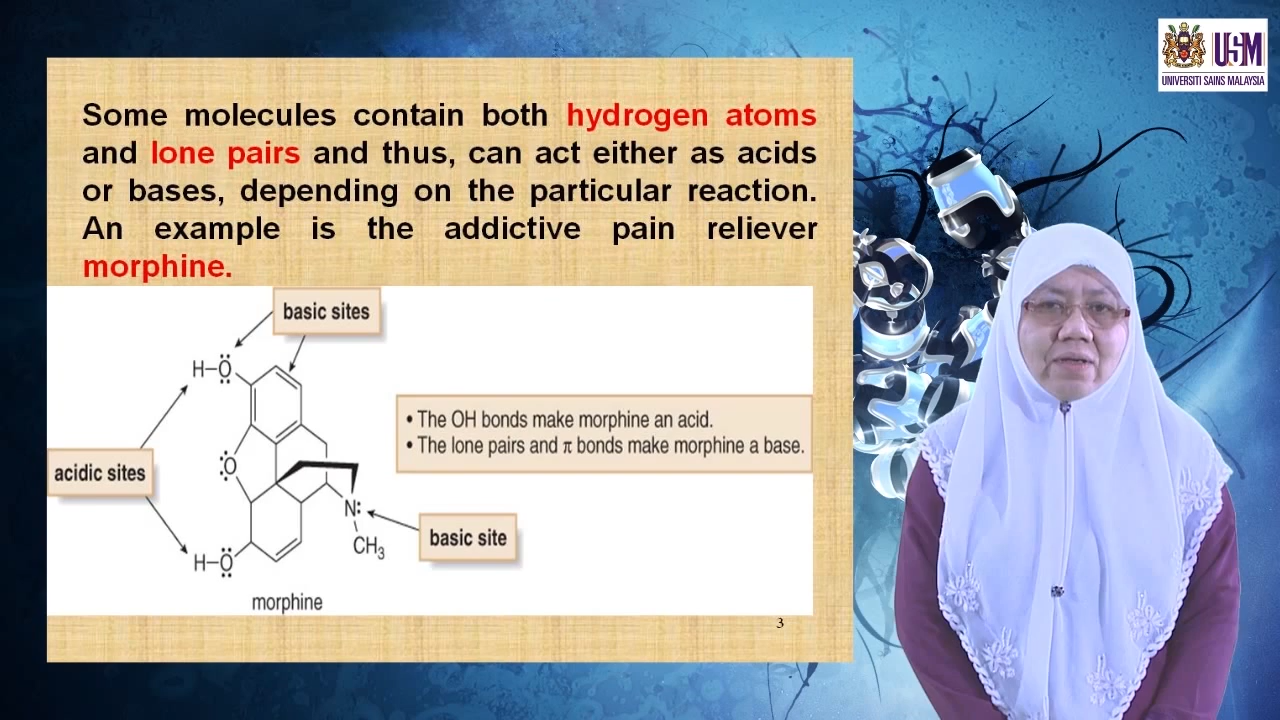 USM
UNIVERSITI SAINS MALAYSIA
Some molecules contain both hydrogen atoms
and lone pairs and thus, can act either as acids
or bases, depending on the particular reaction.
An example is the addictive pain reliever
morphine.
basic sites
H–O
• The OH bonds make morphine an acid.
• The lone pairs and π bonds make morphine a base.
acidic sites
O
N:
basic site
CH3
H–O
morphine
3